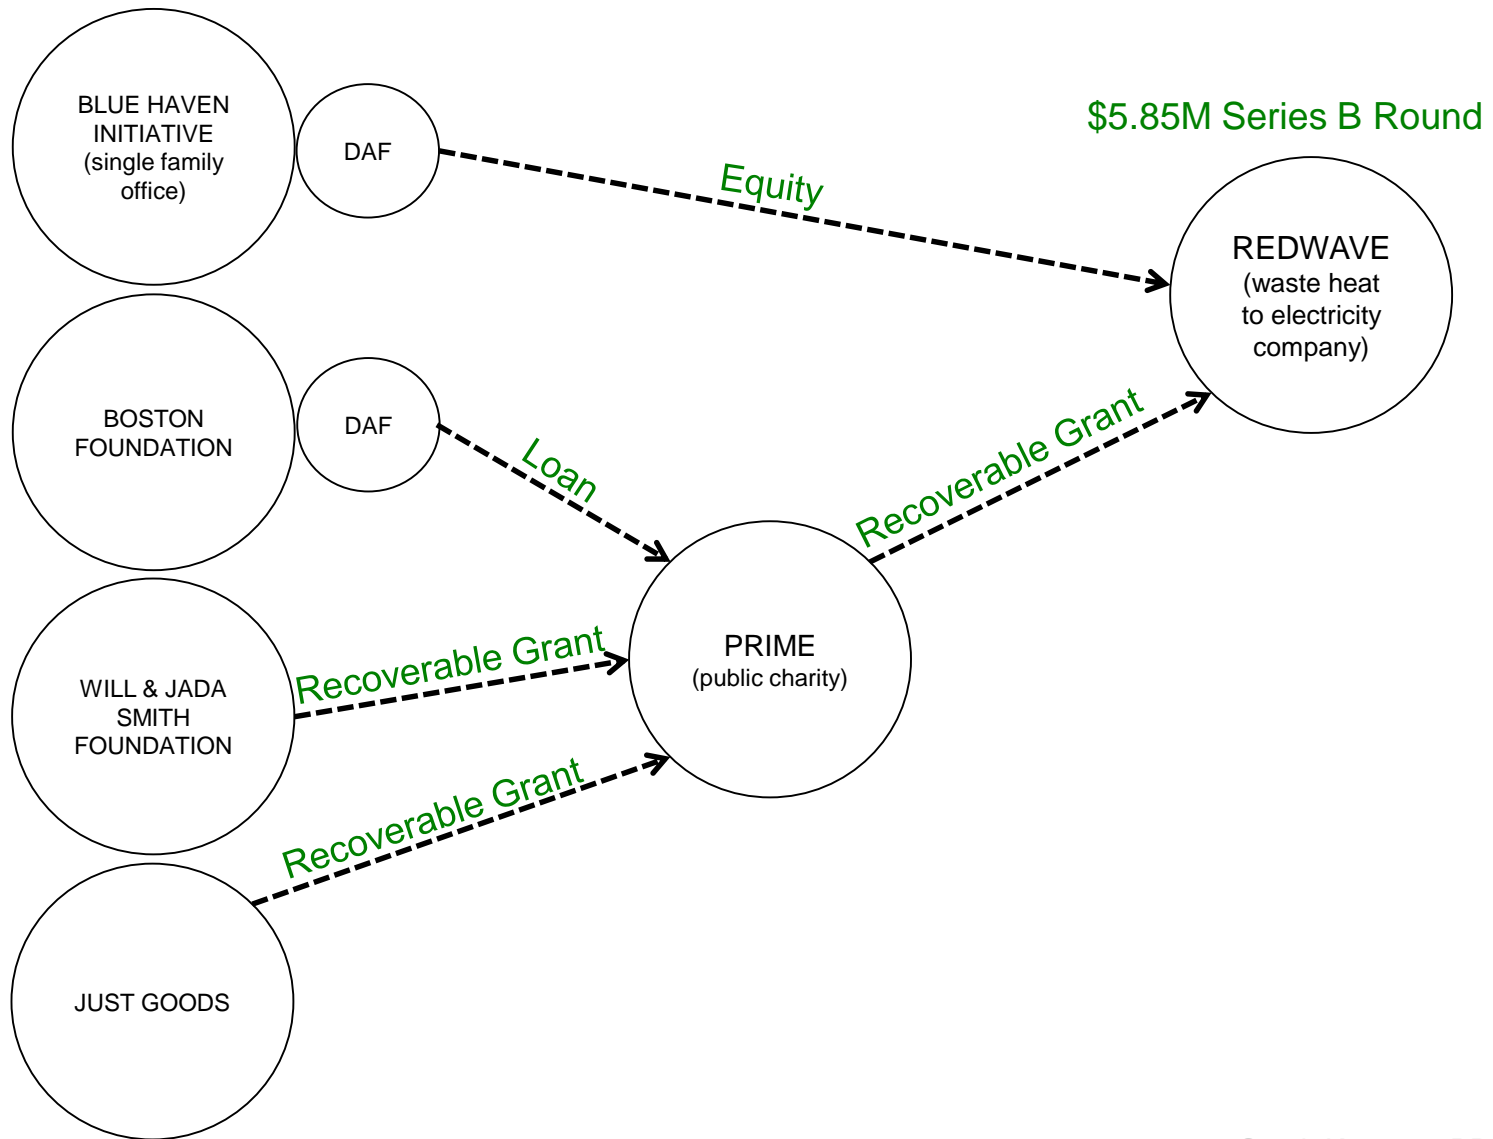 BLUE HAVEN
INITIATIVE
(single family
office)
DAF
Equity
$5.85M Series B Round
REDWAVE
(waste heat
to electricity
company)
BOSTON
FOUNDATION
DAF
Loan
Recoverable Grant
WILL & JADA
SMITH
FOUNDATION
Recoverable Grant
PRIME
(public charity)
Recoverable Grant
JUST GOODS